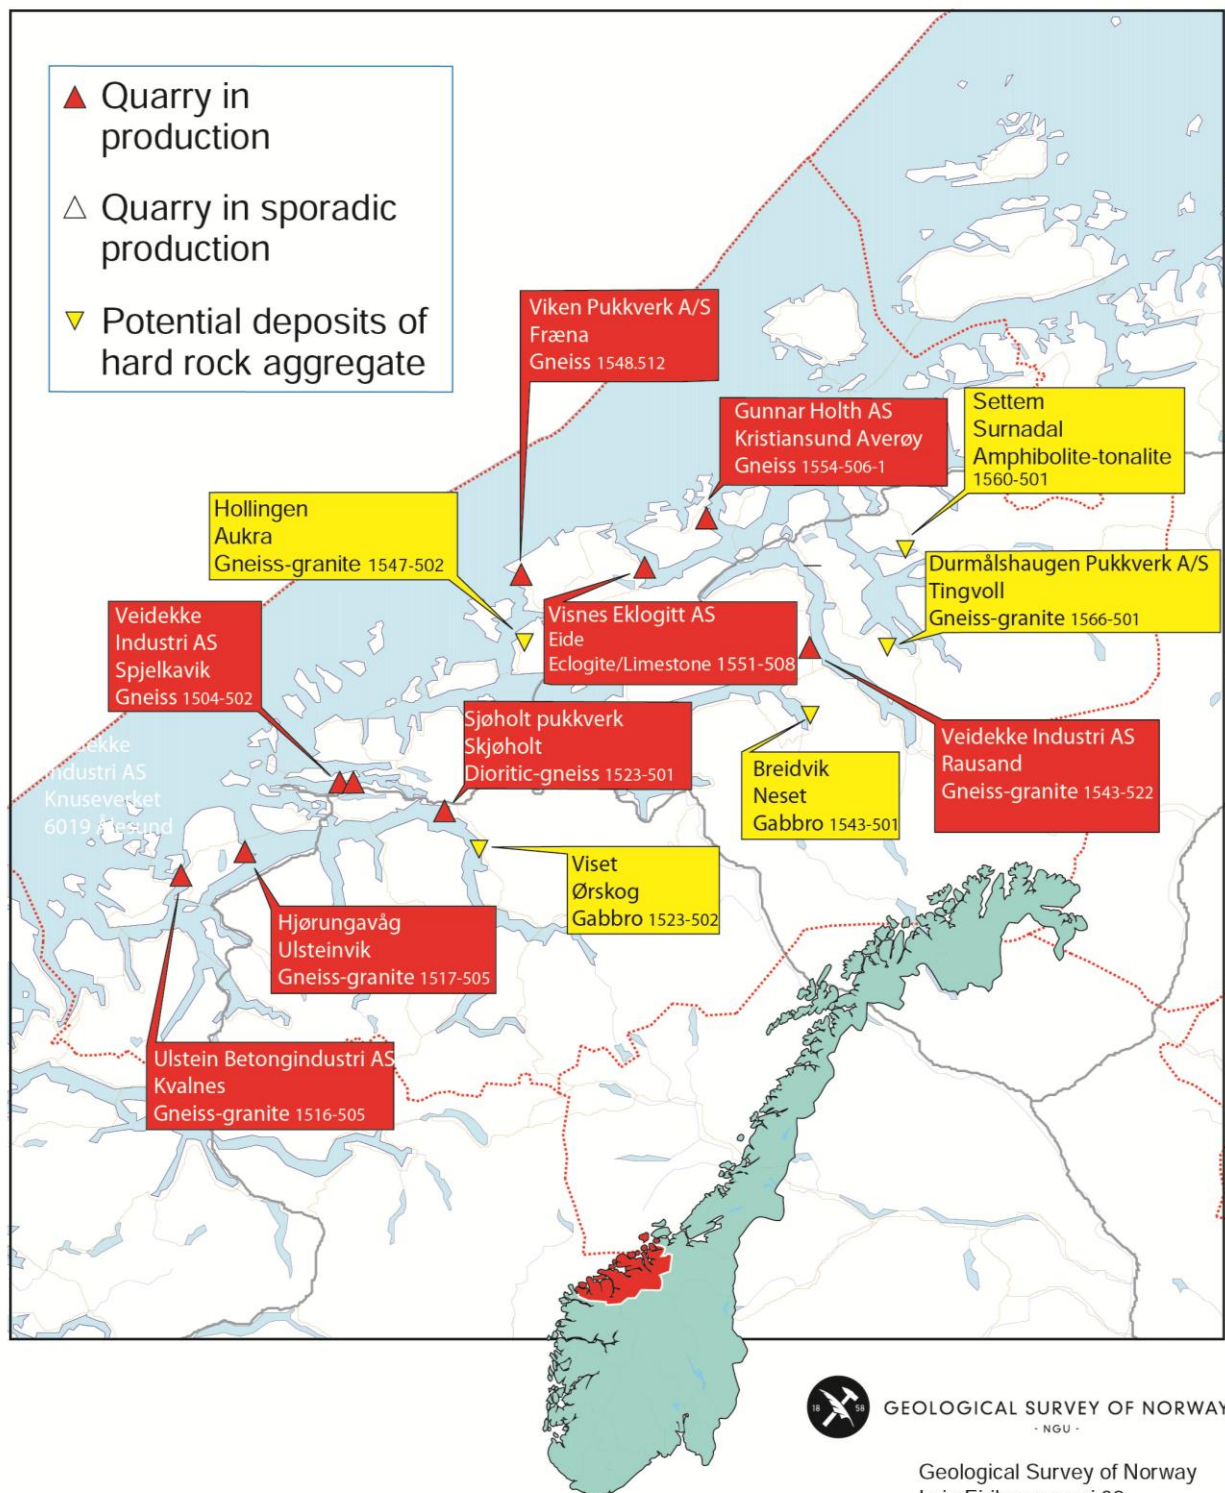 Quarry in
production
Quarry in sporadic
production
Potential deposits of
hard rock aggregate
Viken Pukkverk A/S
Fræna
Gneiss 1548.512
Gunnar Holth AS
Kristiansund Averøy
Gneiss 1554-506-1
Settem
Surnadal
Amphibolite-tonalite
1560-501
Hollingen
Aukra
Gneiss-granite 1547-502
Durmålshaugen Pukkverk A/S
Tingvoll
Gneiss-granite 1566-501
Veidekke
Industri AS
Spjelkavik
Gneiss 1504-502
Visnes Eklogitt AS
Eide
Eclogite/Limestone 1551-508
Sjøholt pukkverk
Skjøholt
Dioritic-gneiss 1523-501
Veidekke Industri AS
Rausand
Gneiss-granite 1543-522
Breidvik
Neset
Gabbro 1543-501
ekke
ndustri AS
Knuseverket
6019 Ålesund
Viset
Ørskog
Gabbro 1523-502
Hjørungavåg
Ulsteinvik
Gneiss-granite 1517-505
Ulstein Betongindustri AS
Kvalnes
Gneiss-granite 1516-505
18 58
GEOLOGICAL SURVEY OF NORWAY
- NGU -
Geological Survey of Norway